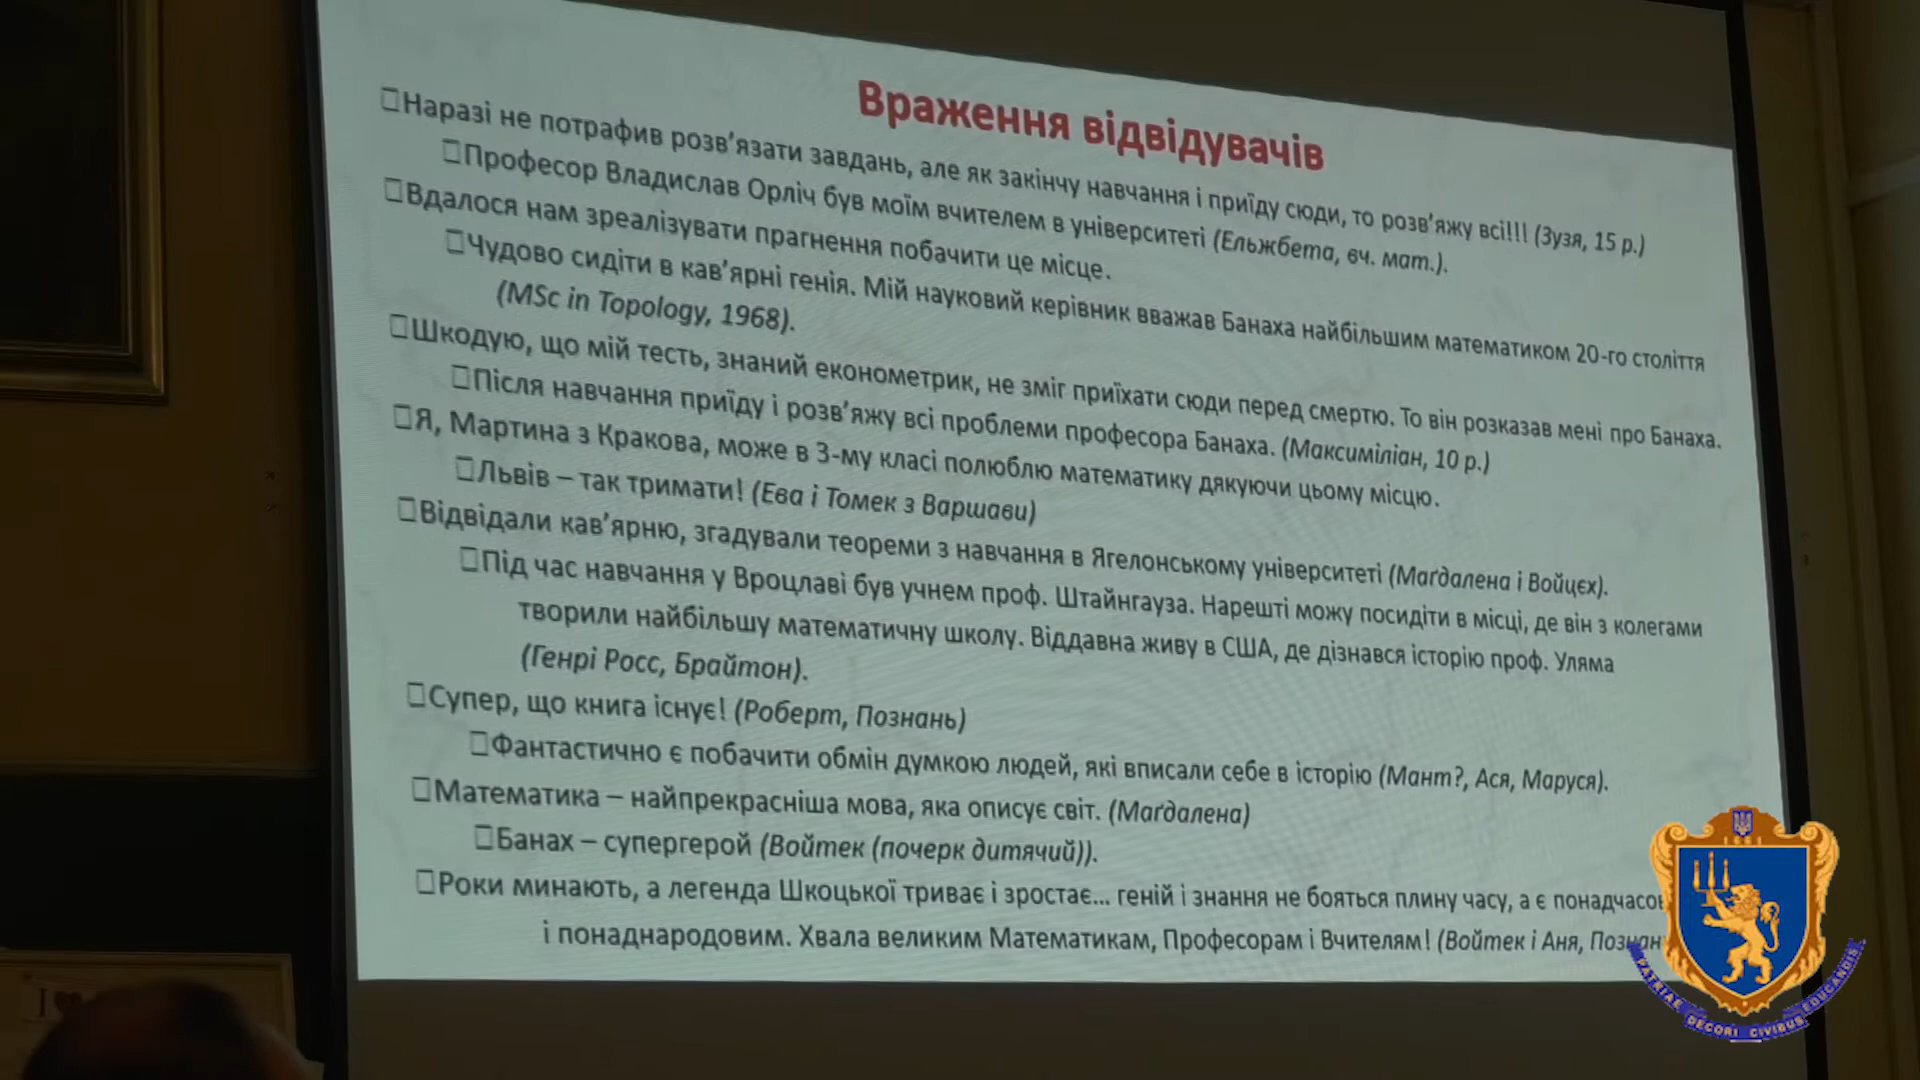 Враження відвідувачів
Наразі не потрафив розв’язати завдань, але як закінчу навчання і приїду сюди, то розв’яжу всі!!! (Зузя, 15 р.)
Професор Владислав Орліч був моїм вчителем в університеті (Ельжбета, вч. мат.).
Вдалося нам зреалізувати прагнення побачити це місце.
Чудово сидіти в кав’ярні генія. Мій науковий керівник вважав Банаха найбільшим математиком 20-го століття
(MSc in Topology, 1968).
Шкодую, що мій тесть, знаний економетрик, не зміг приїхати сюди перед смертю. То він розказав мені про Банаха.
Після навчання приїду і розв’яжу всі проблеми професора Банаха. (Максиміліан, 10 р.)
Я, Мартина з Кракова, може в 3-му класі полюблю математику дякуючи цьому місцю.
Львів – так тримати! (Ева і Томек з Варшави)
Відвідали кав’ярню, згадували теореми з навчання в Ягелонському університеті (Маґдалена і Войцєх).
Під час навчання у Вроцлаві був учнем проф. Штайнгауза. Нарешті можу посидіти в місці, де він з колегами
творили найбільшу математичну школу. Віддавна живу в США, де дізнався історію проф. Уляма
(Генрі Росс, Брайтон).
Супер, що книга існує! (Роберт, Познань)
Фантастично є побачити обмін думкою людей, які вписали себе в історію (Мант?, Ася, Маруся).
Математика – найпрекрасніша мова, яка описує світ. (Маґдалена)
Банах – супергерой (Войтек (почерк дитячий)).
Роки минають, а легенда Шкоцької триває і зростає... геній і знання не бояться плину часу, а є
і понаднародовим. Хвала великим Математикам, Професорам і Вчителям! (Войтек і Аня,
I
PATRIAE DECORI CIVIBUS EDUCANDIS